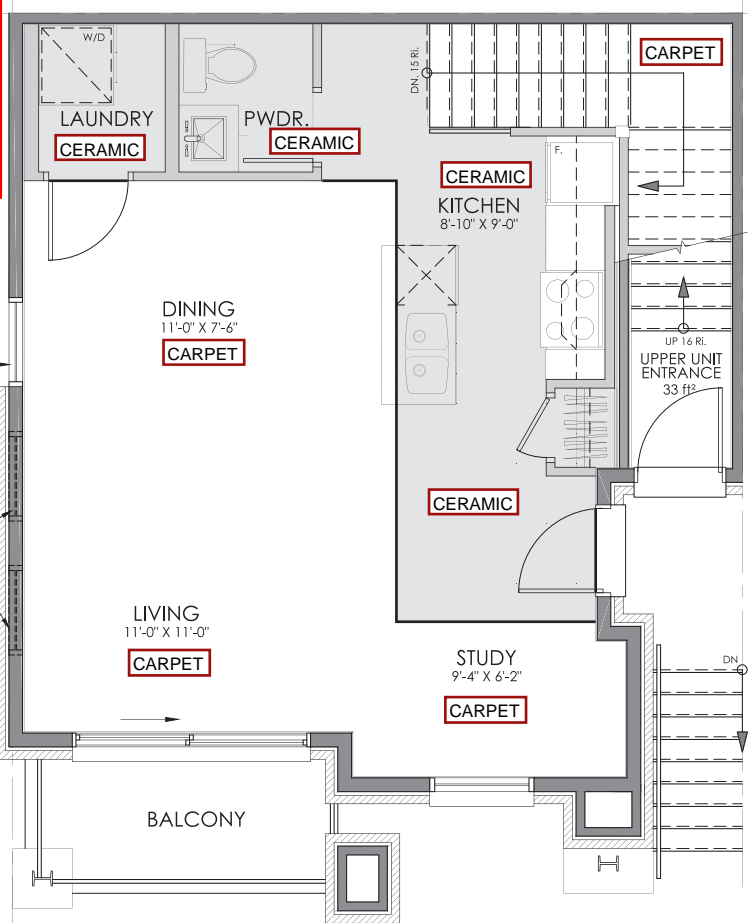 W/D
LAUNDRY
CERAMIC
PWDR.
CERAMIC
DN, 15 Ri.
CARPET
CERAMIC
KITCHEN
8'-10" X 9'-0"
F.
DINING
11'-0" X 7'-6"
CARPET
UP 16 Ri.
UPPER UNIT
ENTRANCE
33 ft²
CERAMIC
LIVING
11'-0" X 11'-0"
CARPET
STUDY
9'-4" X 6'-2"
CARPET
DN
BALCONY